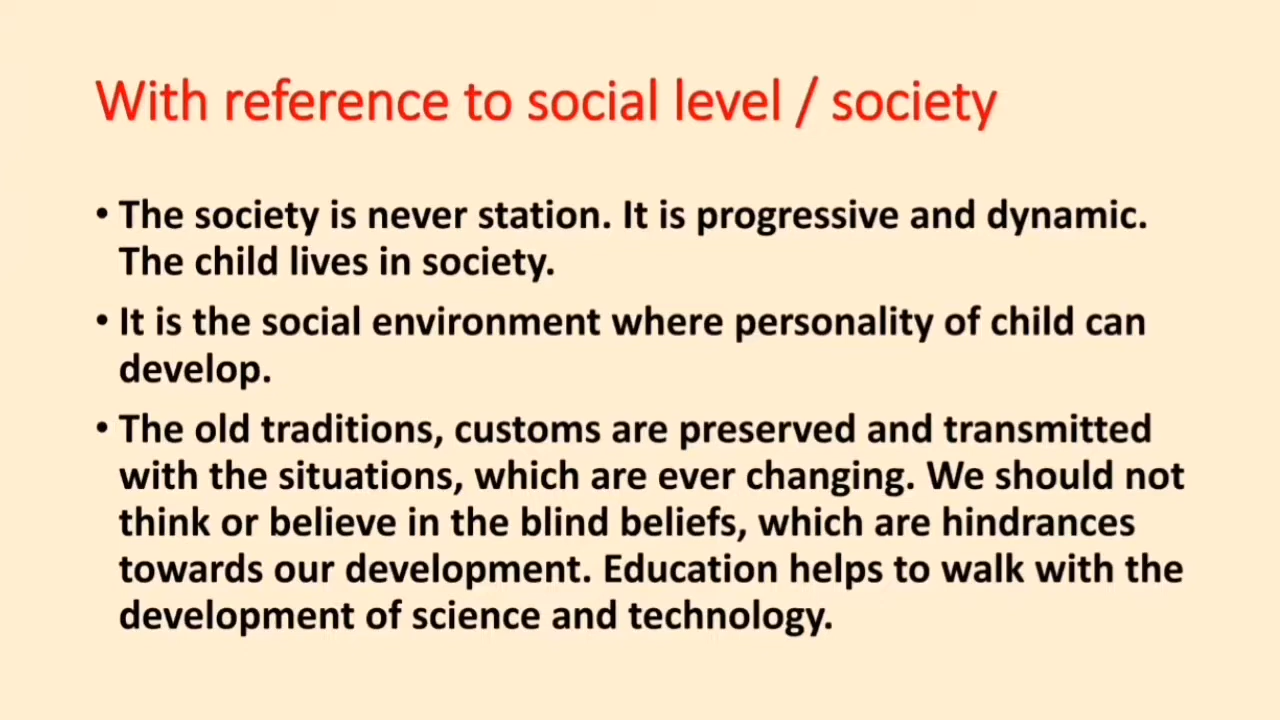 With reference to social level / society
• The society is never station. It is progressive and dynamic.
The child lives in society.
• It is the social environment where personality of child can
develop.
• The old traditions, customs are preserved and transmitted
with the situations, which are ever changing. We should not
think or believe in the blind beliefs, which are hindrances
towards our development. Education helps to walk with the
development of science and technology.